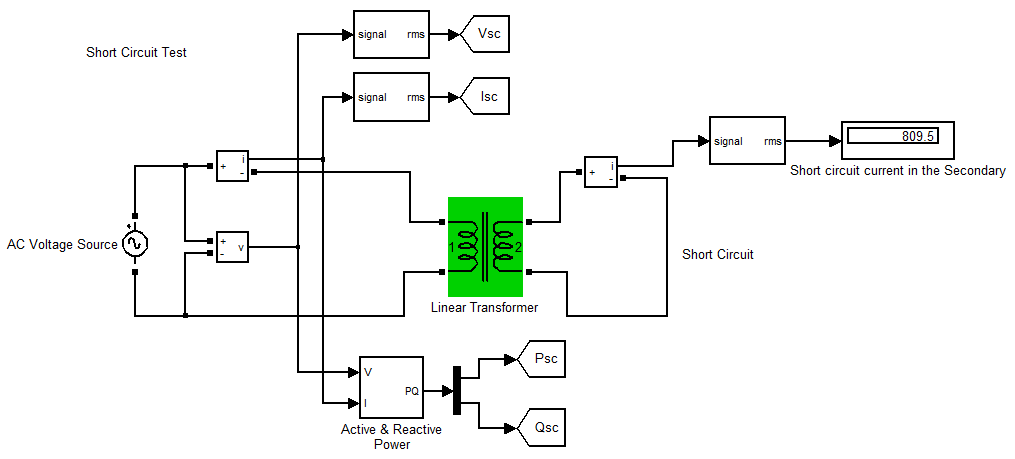 Short Circuit Test
signal rms
Vsc
signal rms
Isc
signal rms
809.5
Short circuit current in the Secondary
+ i
-
+ i
-
AC Voltage Source
+
- v
1 2
Short Circuit
Linear Transformer
V
PQ
I
Psc
Qsc
Active & Reactive
Power